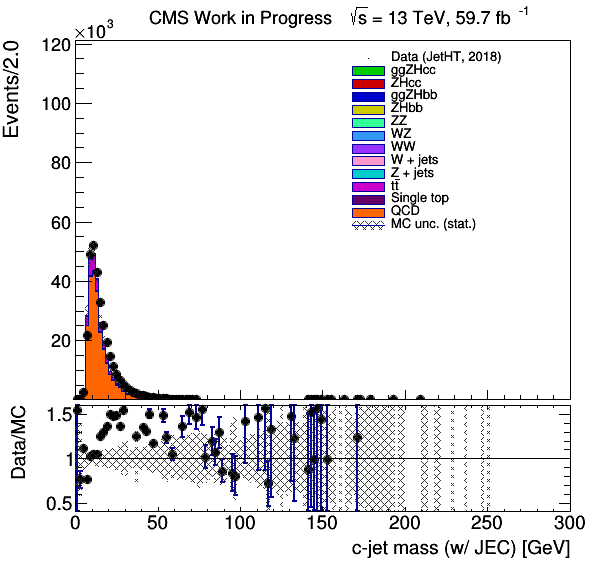 CMS Work in Progress √s = 13 TeV, 59.7 fb -1
×10³
Events/2.0
120
100
80
60
40
20
Data (JetHT, 2018)
ggZHcc
ZHcc
ggZHbb
ZHbb
ZZ
WZ
WW
W + jets
Z + jets
tt̄
Single top
QCD
MC unc. (stat.)
Data/MC
1.5
1
0.5
0 50 100 150 200 250 300
c-jet mass (w/ JEC) [GeV]